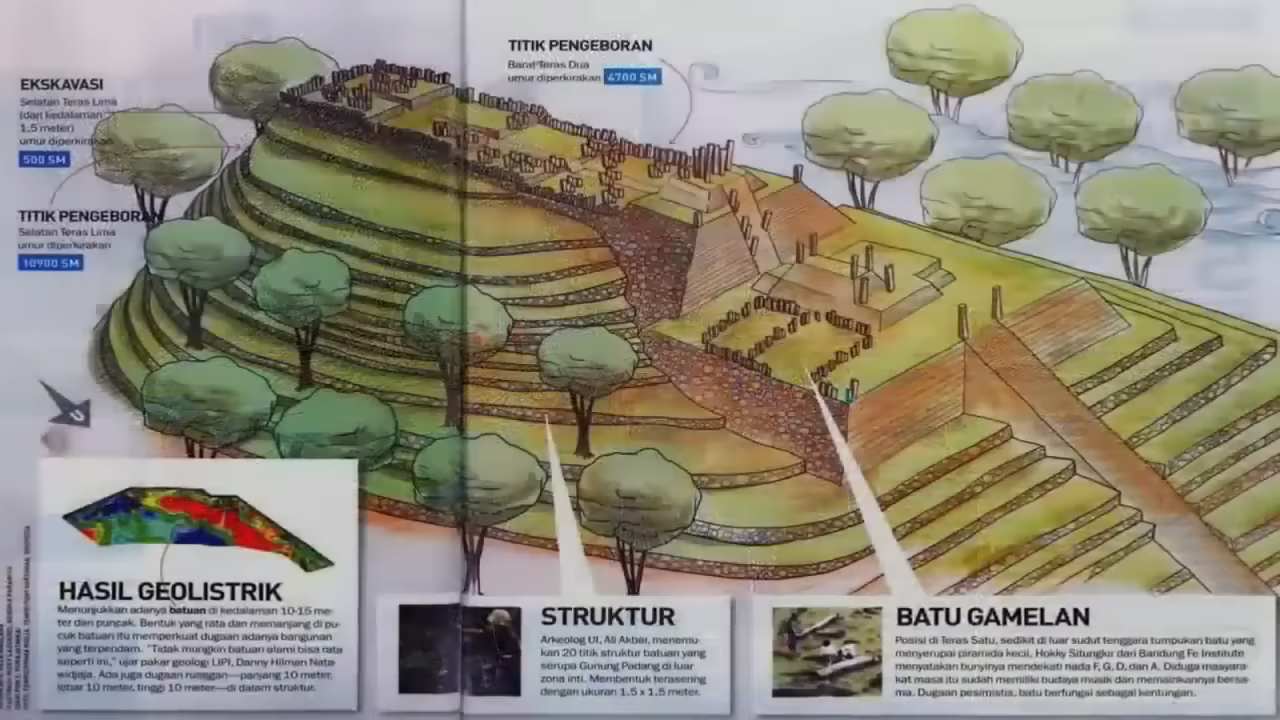 TITIK PENGEBORAN
Barat Teras Dua
umur diperkirakan 4700 SM
EKSKAVASI
Selatan Teras Lima
(dari kedalaman
1,5 meter)
umur diperkirakan
500 SM
TITIK PENGEBORAN
Selatan Teras Lima
umur diperkirakan
10900 SM
U
HASIL GEOLISTRIK
Menunjukkan adanya batuan di kedalaman 10-15 me-
ter dari puncak. Bentuk yang rata dan memanjang di pu-
cuk batuan itu memperkuat dugaan adanya bangunan
yang terpendam. "Tidak mungkin batuan alami bisa rata
seperti ini," ujar pakar geologi LIPI, Danny Hilman Nata-
widjaja. Ada juga dugaan ruangan—panjang 10 meter,
lebar 10 meter, tinggi 10 meter—di dalam struktur.
STRUKTUR
Arkeolog UI, Ali Akbar, menemu-
kan 20 titik struktur batuan yang
serupa Gunung Padang di luar
zona inti. Membentuk terasering
dengan ukuran 1,5 x 1,5 meter.
BATU GAMELAN
Posisi di Teras Satu, sedikit di luar sudut tenggara tumpukan batu yang
menyerupai piramida kecil. Hokky Situngkir dari Bandung Fe Institute
menyatakan bunyinya mendekati nada F, G, D, dan A. Diduga masyara-
kat masa itu sudah memiliki budaya musik dan memainkannya bersa-
ma. Dugaan pesimistis, batu berfungsi sebagai kentungan.